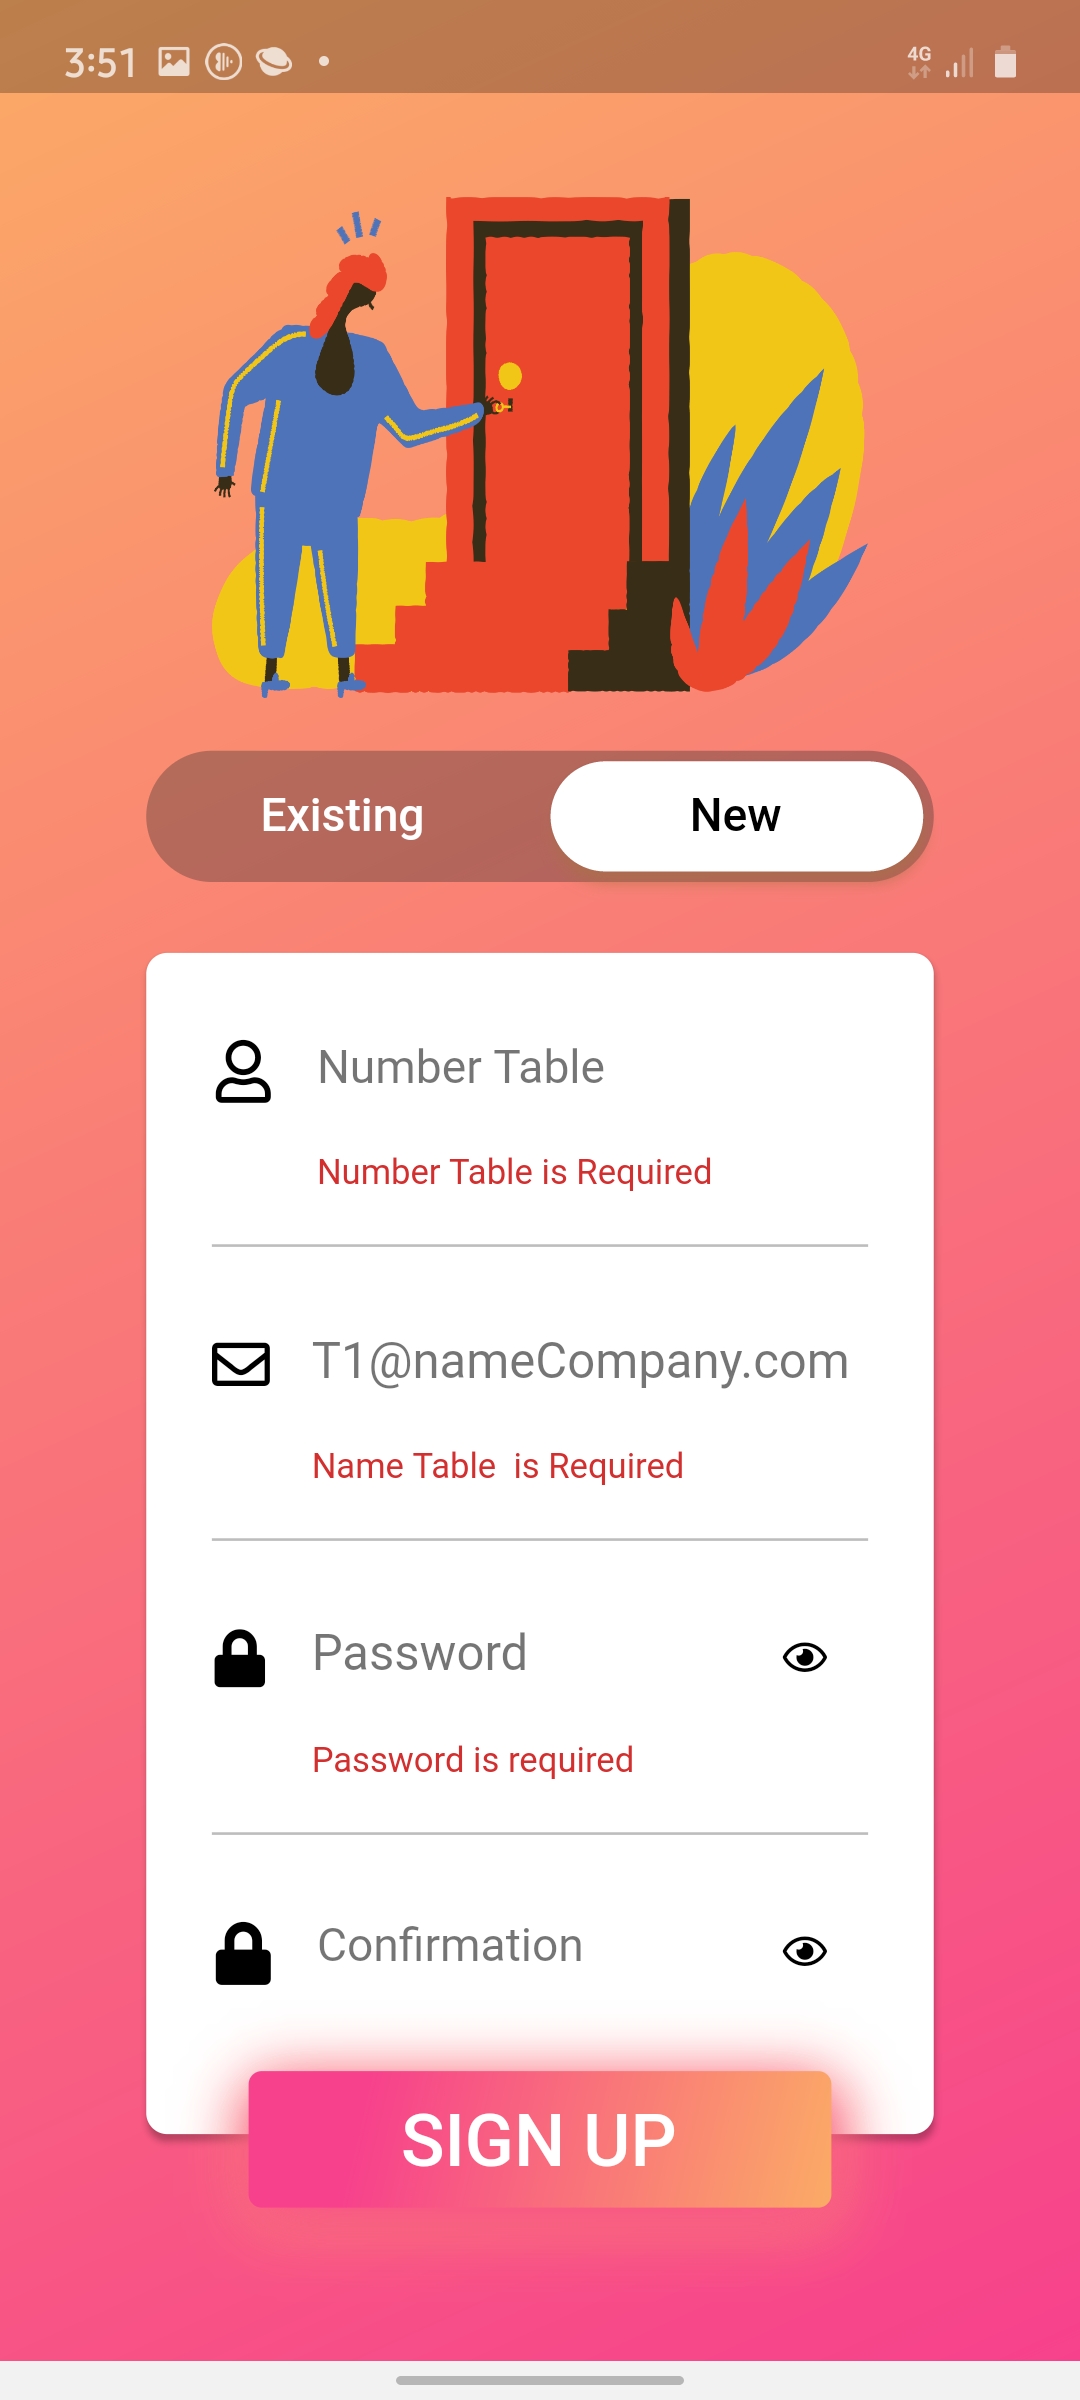 3:51
4G
Existing
New
Number Table
Number Table is Required
T1@nameCompany.com
Name Table  is Required
Password
Password is required
Confirmation
SIGN UP